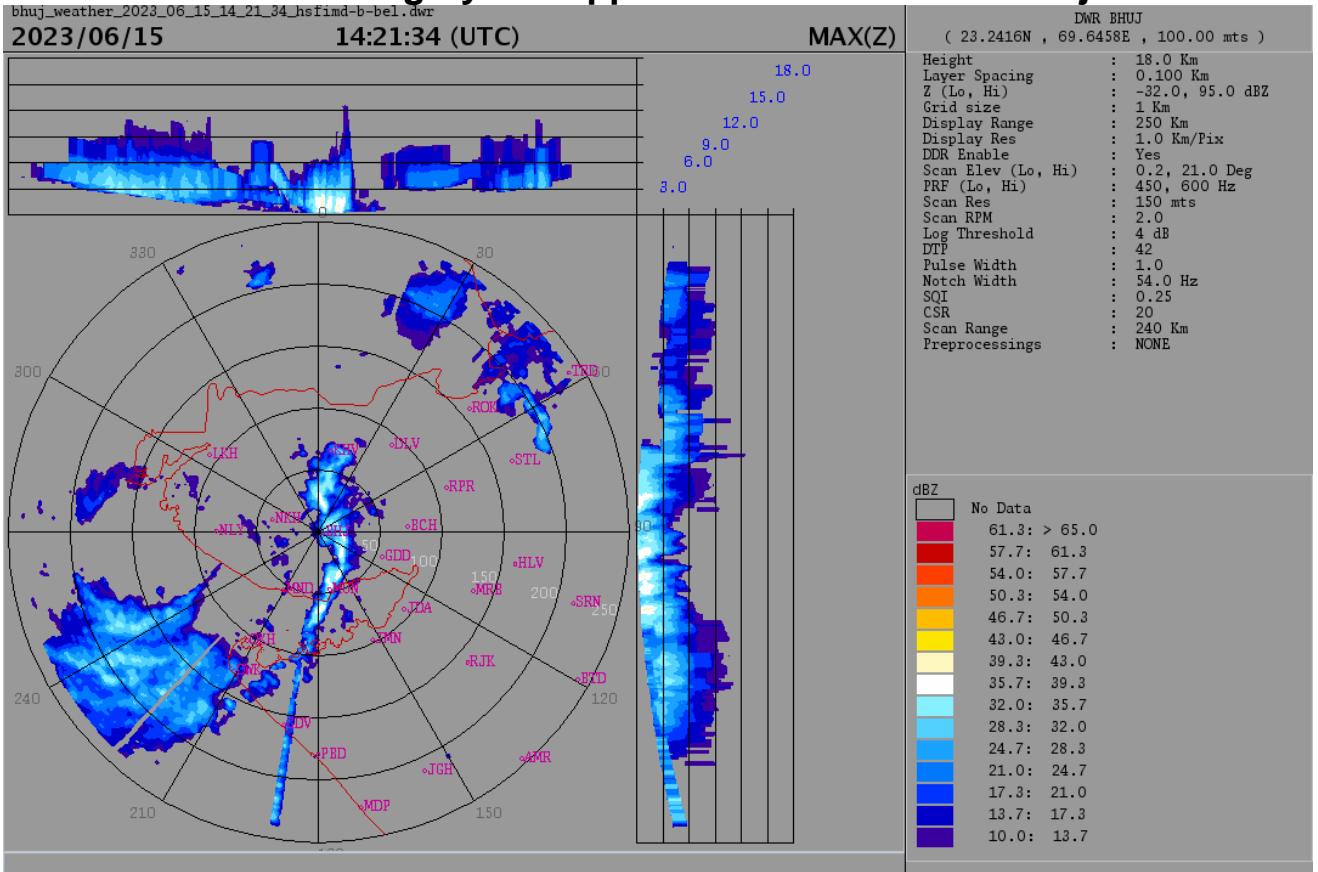 bhuj_weather_2023_06_15_14_21_34_hsfimd-b-bel.dwr
2023/06/15 14:21:34 (UTC) MAX(Z)
18.0
15.0
12.0
9.0
6.0
3.0
0
330 30
300 60
TRD
ROK
KHV DLV
LKH STL
RPR
NKH
NLY BCH 90
50 GDD 100
HLV
150
MND MUN MRB 200
SRN
JDA 250
JMN
OKH
DWK RJK
BTD
240 120
PDV
PBD AMR
JGH
MDP
210 150
DWR BHUJ
( 23.2416N , 69.6458E , 100.00 mts )
Height : 18.0 Km
Layer Spacing : 0.100 Km
Z (Lo, Hi) : -32.0, 95.0 dBZ
Grid size : 1 Km
Display Range : 250 Km
Display Res : 1.0 Km/Pix
DDR Enable : Yes
Scan Elev (Lo, Hi) : 0.2, 21.0 Deg
PRF (Lo, Hi) : 450, 600 Hz
Scan Res : 150 mts
Scan RPM : 2.0
Log Threshold : 4 dB
DTP : 42
Pulse Width : 1.0
Notch Width : 54.0 Hz
SQI : 0.25
CSR : 20
Scan Range : 240 Km
Preprocessings : NONE
dBZ
No Data
61.3: > 65.0
57.7: 61.3
54.0: 57.7
50.3: 54.0
46.7: 50.3
43.0: 46.7
39.3: 43.0
35.7: 39.3
32.0: 35.7
28.3: 32.0
24.7: 28.3
21.0: 24.7
17.3: 21.0
13.7: 17.3
10.0: 13.7